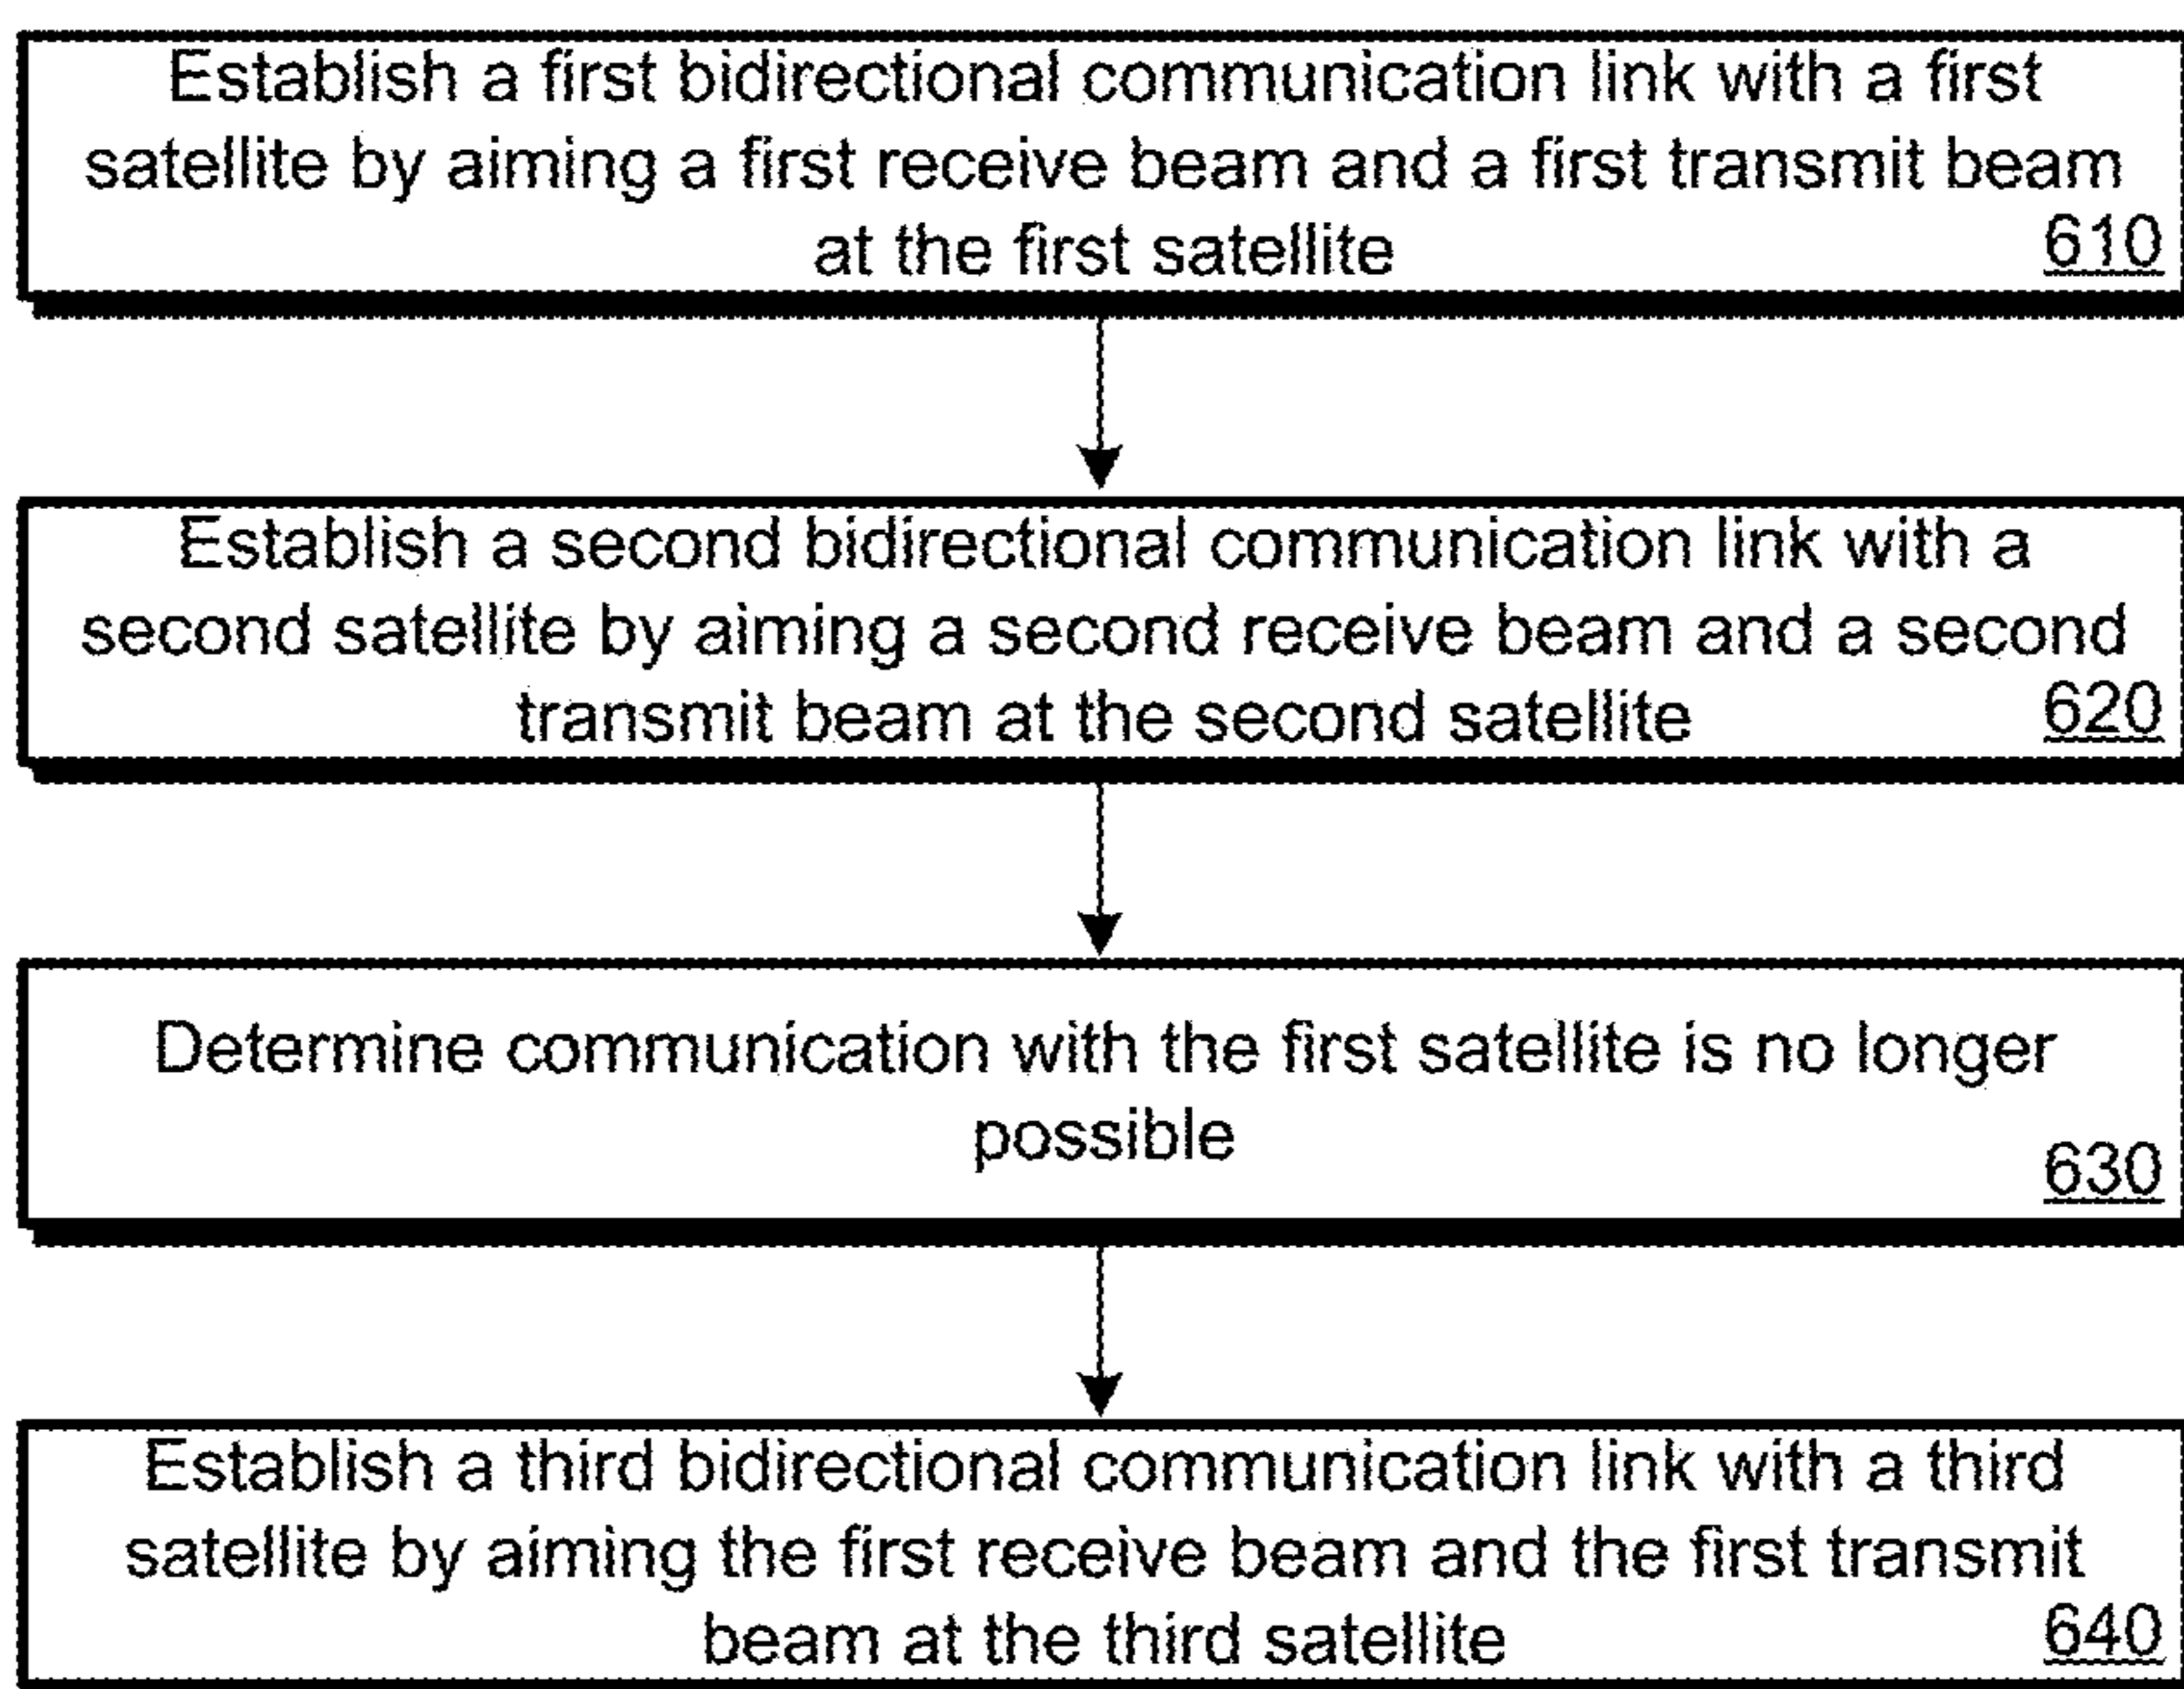 Establish a first bidirectional communication link with a first
satellite by aiming a first receive beam and a first transmit beam
at the first satellite
610
Establish a second bidirectional communication link with a
second satellite by aiming a second receive beam and a second
transmit beam at the second satellite
620
Determine communication with the first satellite is no longer
possible
630
Establish a third bidirectional communication link with a third
satellite by aiming the first receive beam and the first transmit
beam at the third satellite
640